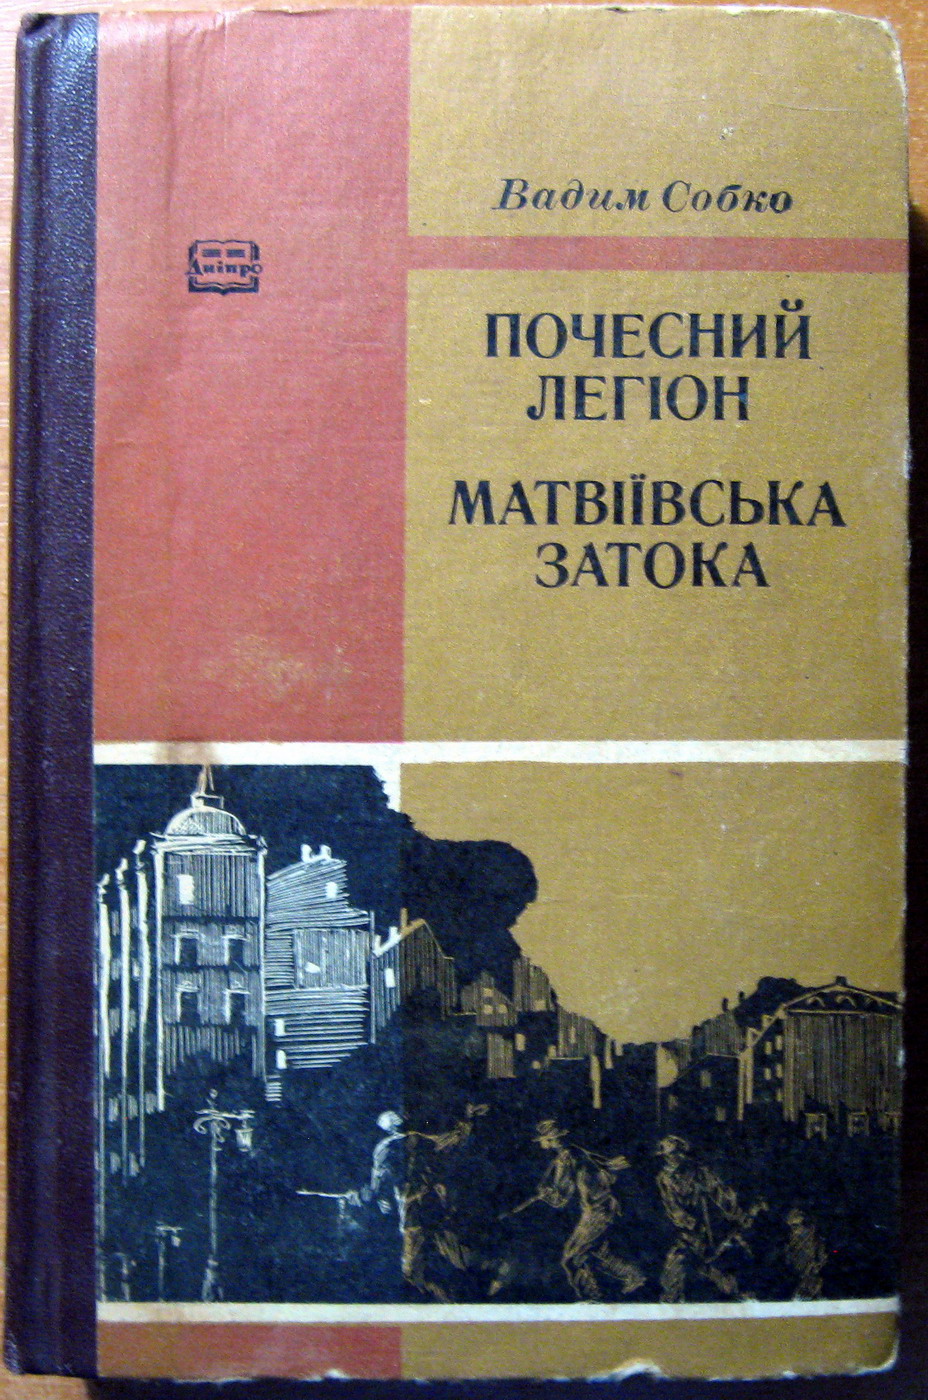 Вадим Собко
Дніпро
ПОЧЕСНИЙ
ЛЕГІОН
МАТВІЇВСЬКА
ЗАТОКА